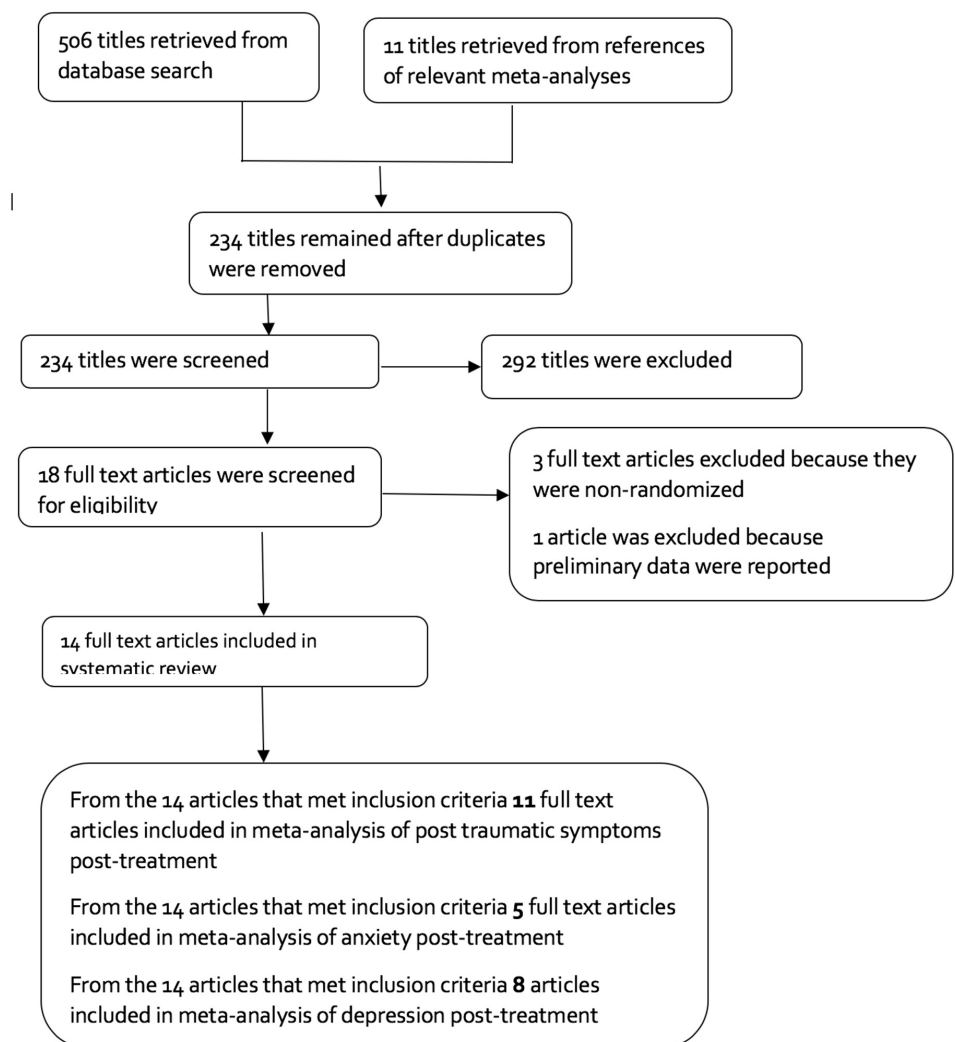 506 titles retrieved from
database search
11 titles retrieved from references
of relevant meta-analyses
234 titles remained after duplicates
were removed
234 titles were screened
292 titles were excluded
18 full text articles were screened
for eligibility
3 full text articles excluded because they
were non-randomized
1 article was excluded because
preliminary data were reported
14 full text articles included in
systematic review
From the 14 articles that met inclusion criteria 11 full text
articles included in meta-analysis of post traumatic symptoms
post-treatment
From the 14 articles that met inclusion criteria 5 full text articles
included in meta-analysis of anxiety post-treatment
From the 14 articles that met inclusion criteria 8 articles
included in meta-analysis of depression post-treatment